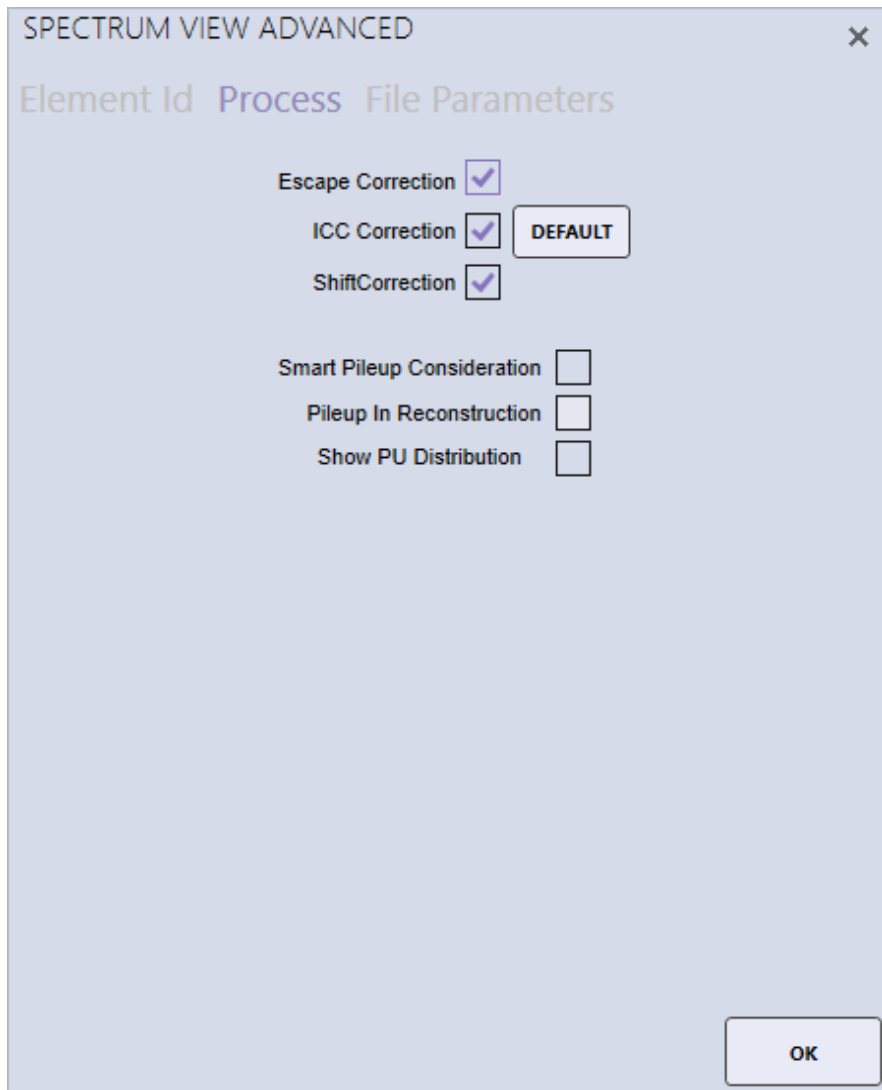 SPECTRUM VIEW ADVANCED
Element Id Process File Parameters
Escape Correction
ICC Correction DEFAULT
ShiftCorrection
Smart Pileup Consideration
Pileup In Reconstruction
Show PU Distribution
OK